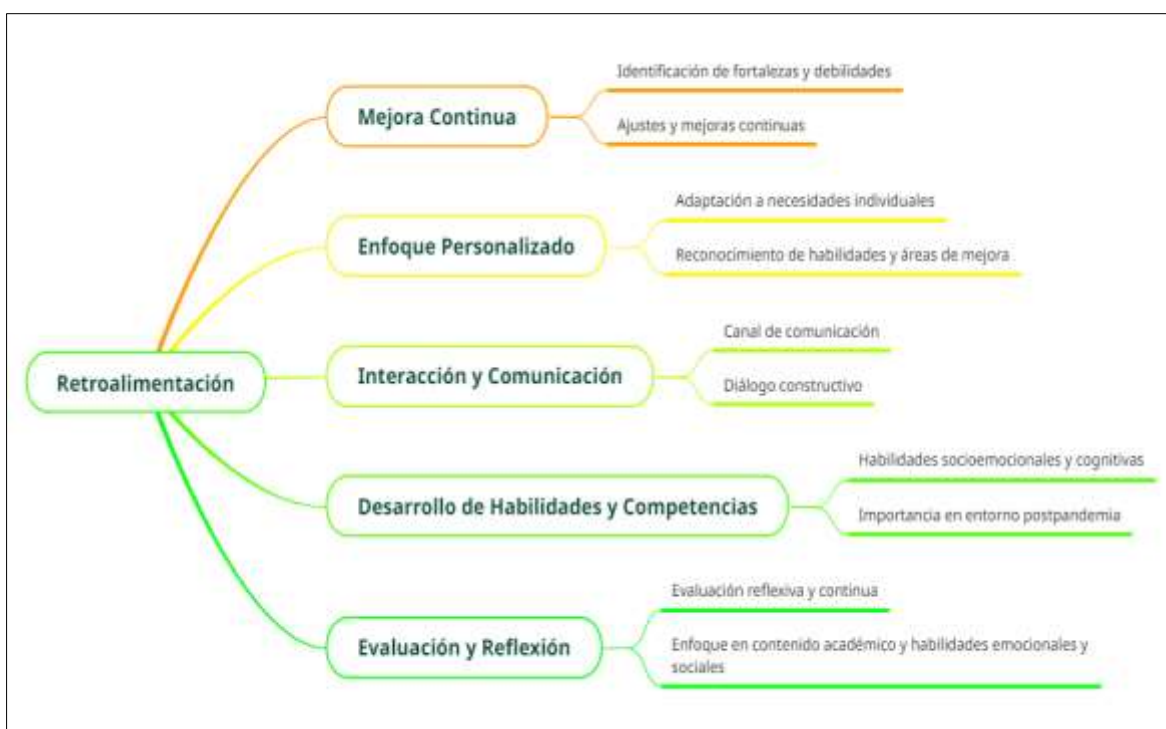 Retroalimentación
Mejora Continua
Identificación de fortalezas y debilidades
Ajustes y mejoras continuas
Enfoque Personalizado
Adaptación a necesidades individuales
Reconocimiento de habilidades y áreas de mejora
Interacción y Comunicación
Canal de comunicación
Diálogo constructivo
Desarrollo de Habilidades y Competencias
Habilidades socioemocionales y cognitivas
Importancia en entorno postpandemia
Evaluación y Reflexión
Evaluación reflexiva y continua
Enfoque en contenido académico y habilidades emocionales y
sociales